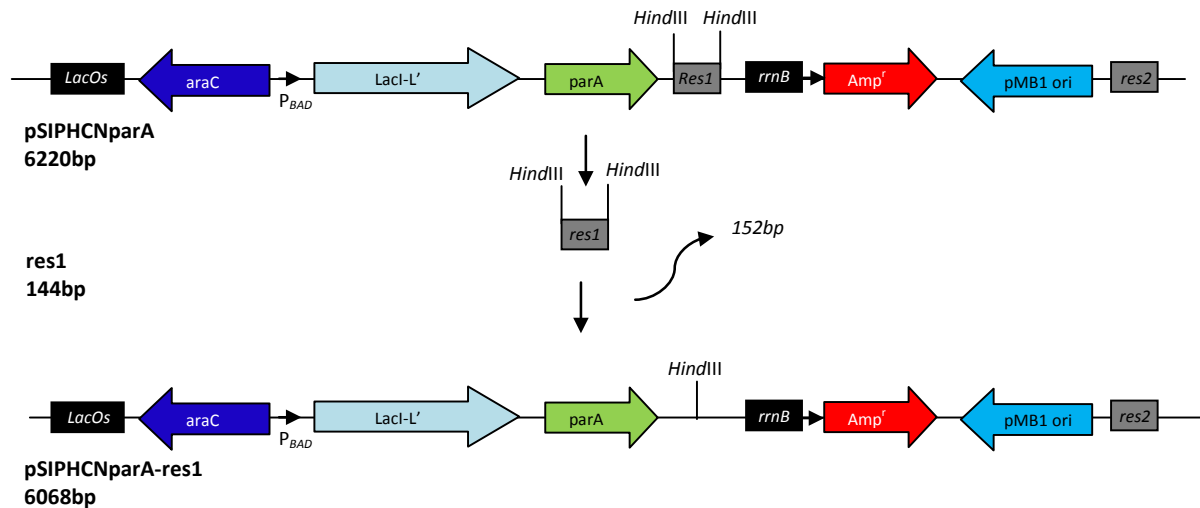 HindIII HindIII
LacOs araC LacI-L’ parA Res1 rrnB Ampr pMB1 ori res2
PBAD
pSIPHCNparA
6220bp
HindIII HindIII
res1
152bp
res1
144bp
HindIII
LacOs araC LacI-L’ parA rrnB Ampr pMB1 ori res2
PBAD
pSIPHCNparA-res1
6068bp